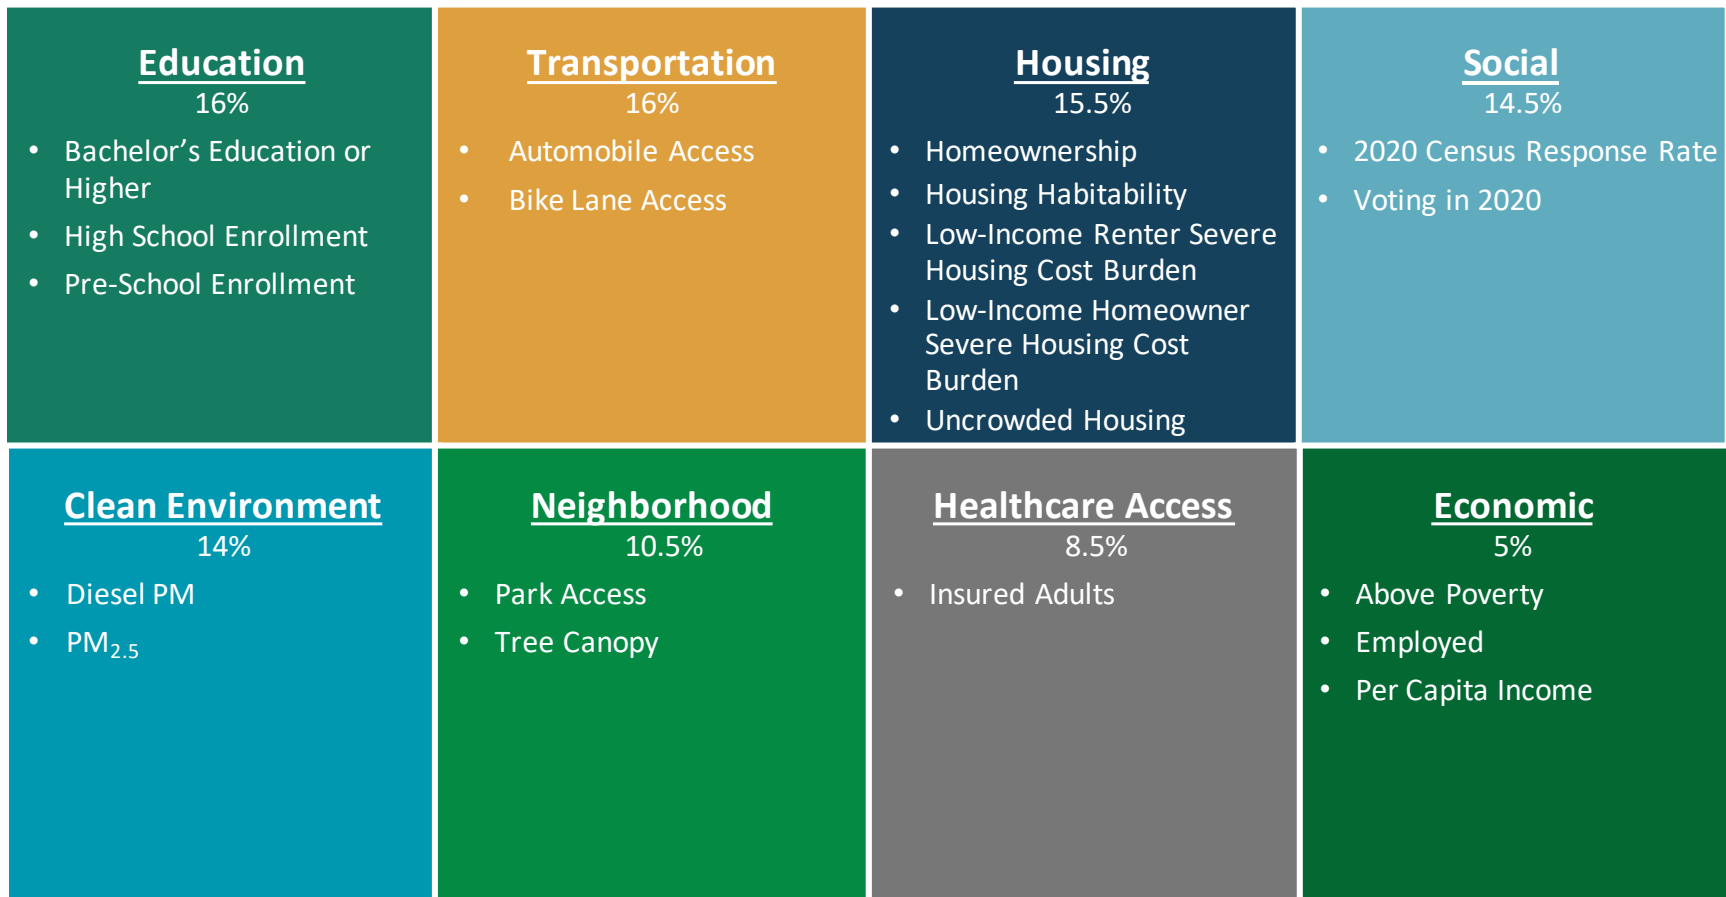 Education
16%
• Bachelor’s Education or
Higher
• High School Enrollment
• Pre-School Enrollment
Transportation
16%
• Automobile Access
• Bike Lane Access
Housing
15.5%
• Homeownership
• Housing Habitability
• Low-Income Renter Severe
Housing Cost Burden
• Low-Income Homeowner
Severe Housing Cost
Burden
• Uncrowded Housing
Social
14.5%
• 2020 Census Response Rate
• Voting in 2020
Clean Environment
14%
• Diesel PM
• PM2.5
Neighborhood
10.5%
• Park Access
• Tree Canopy
Healthcare Access
8.5%
• Insured Adults
Economic
5%
• Above Poverty
• Employed
• Per Capita Income